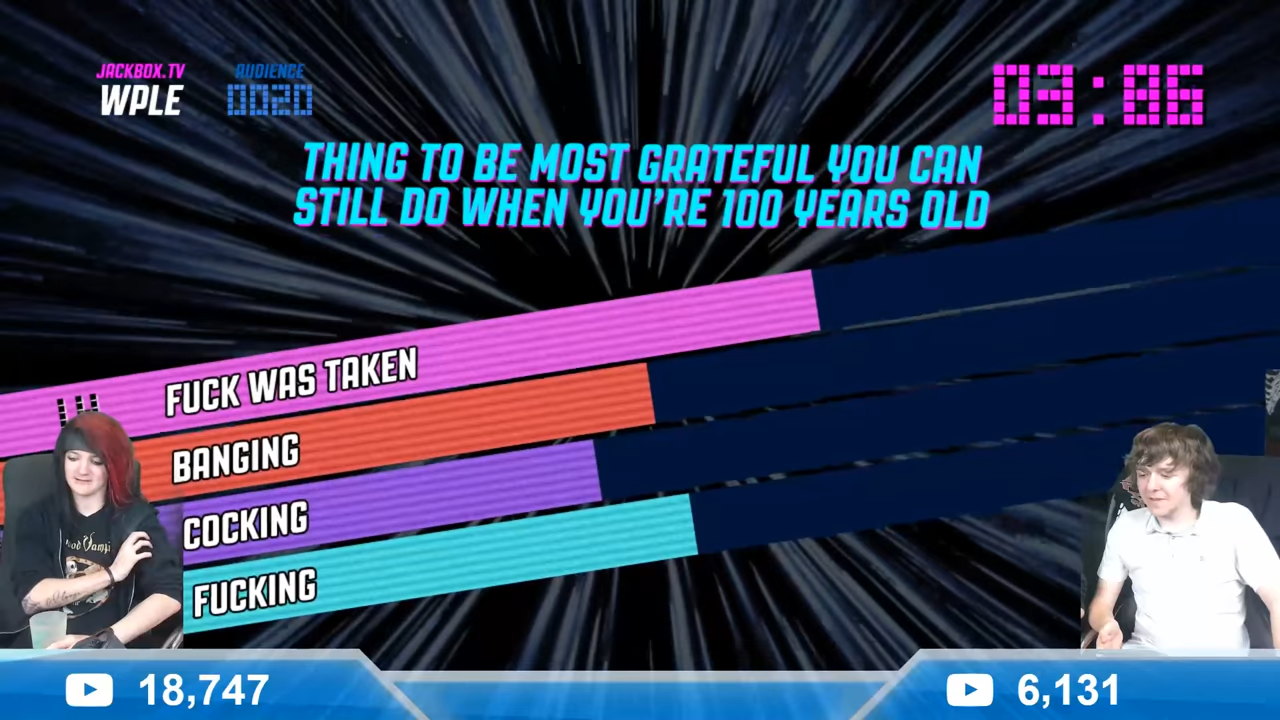 JACKBOX.TV
WPLE
AUDIENCE
0020
03:86
THING TO BE MOST GRATEFUL YOU CAN
STILL DO WHEN YOU'RE 100 YEARS OLD
FUCK WAS TAKEN
BANGING
COCKING
FUCKING
18,747
6,131